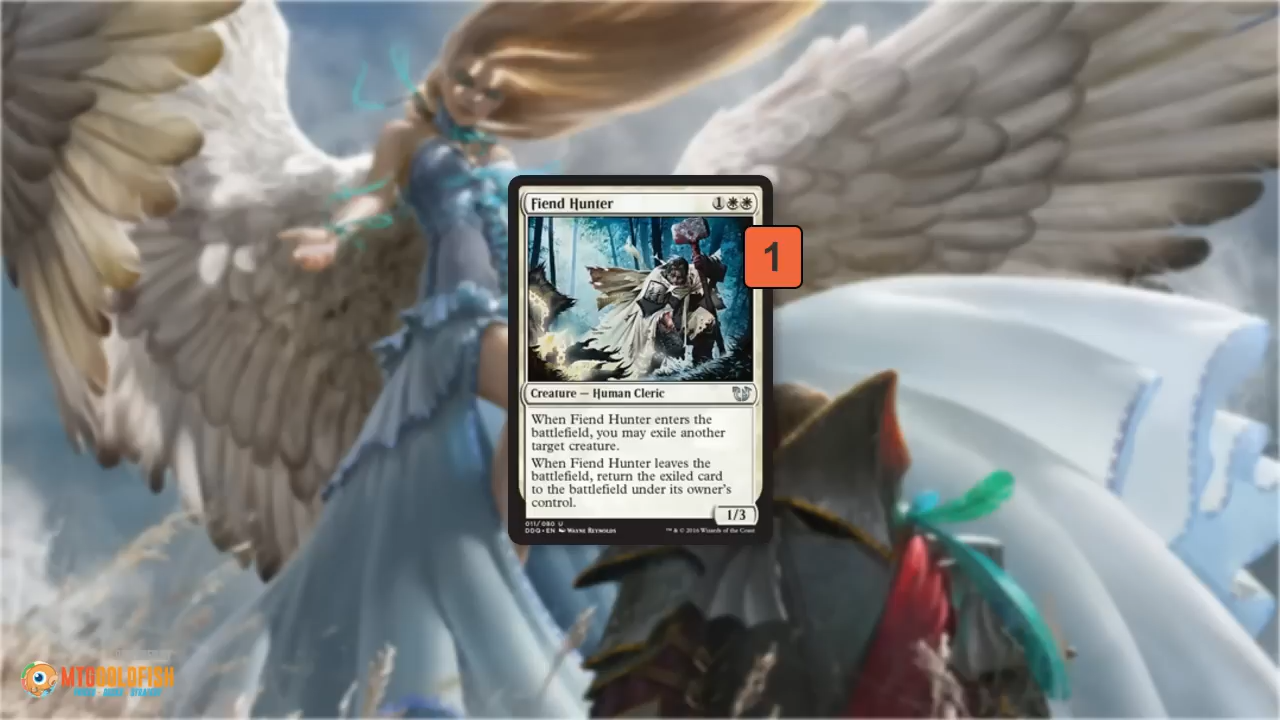 Fiend Hunter 1
1
Creature — Human Cleric
When Fiend Hunter enters the
battlefield, you may exile another
target creature.
When Fiend Hunter leaves the
battlefield, return the exiled card
to the battlefield under its owner's
control.
1/3
011/080 U
DDQ • EN Wayne Reynolds
™ & © 2016 Wizards of the Coast
MTGGOLDFISH